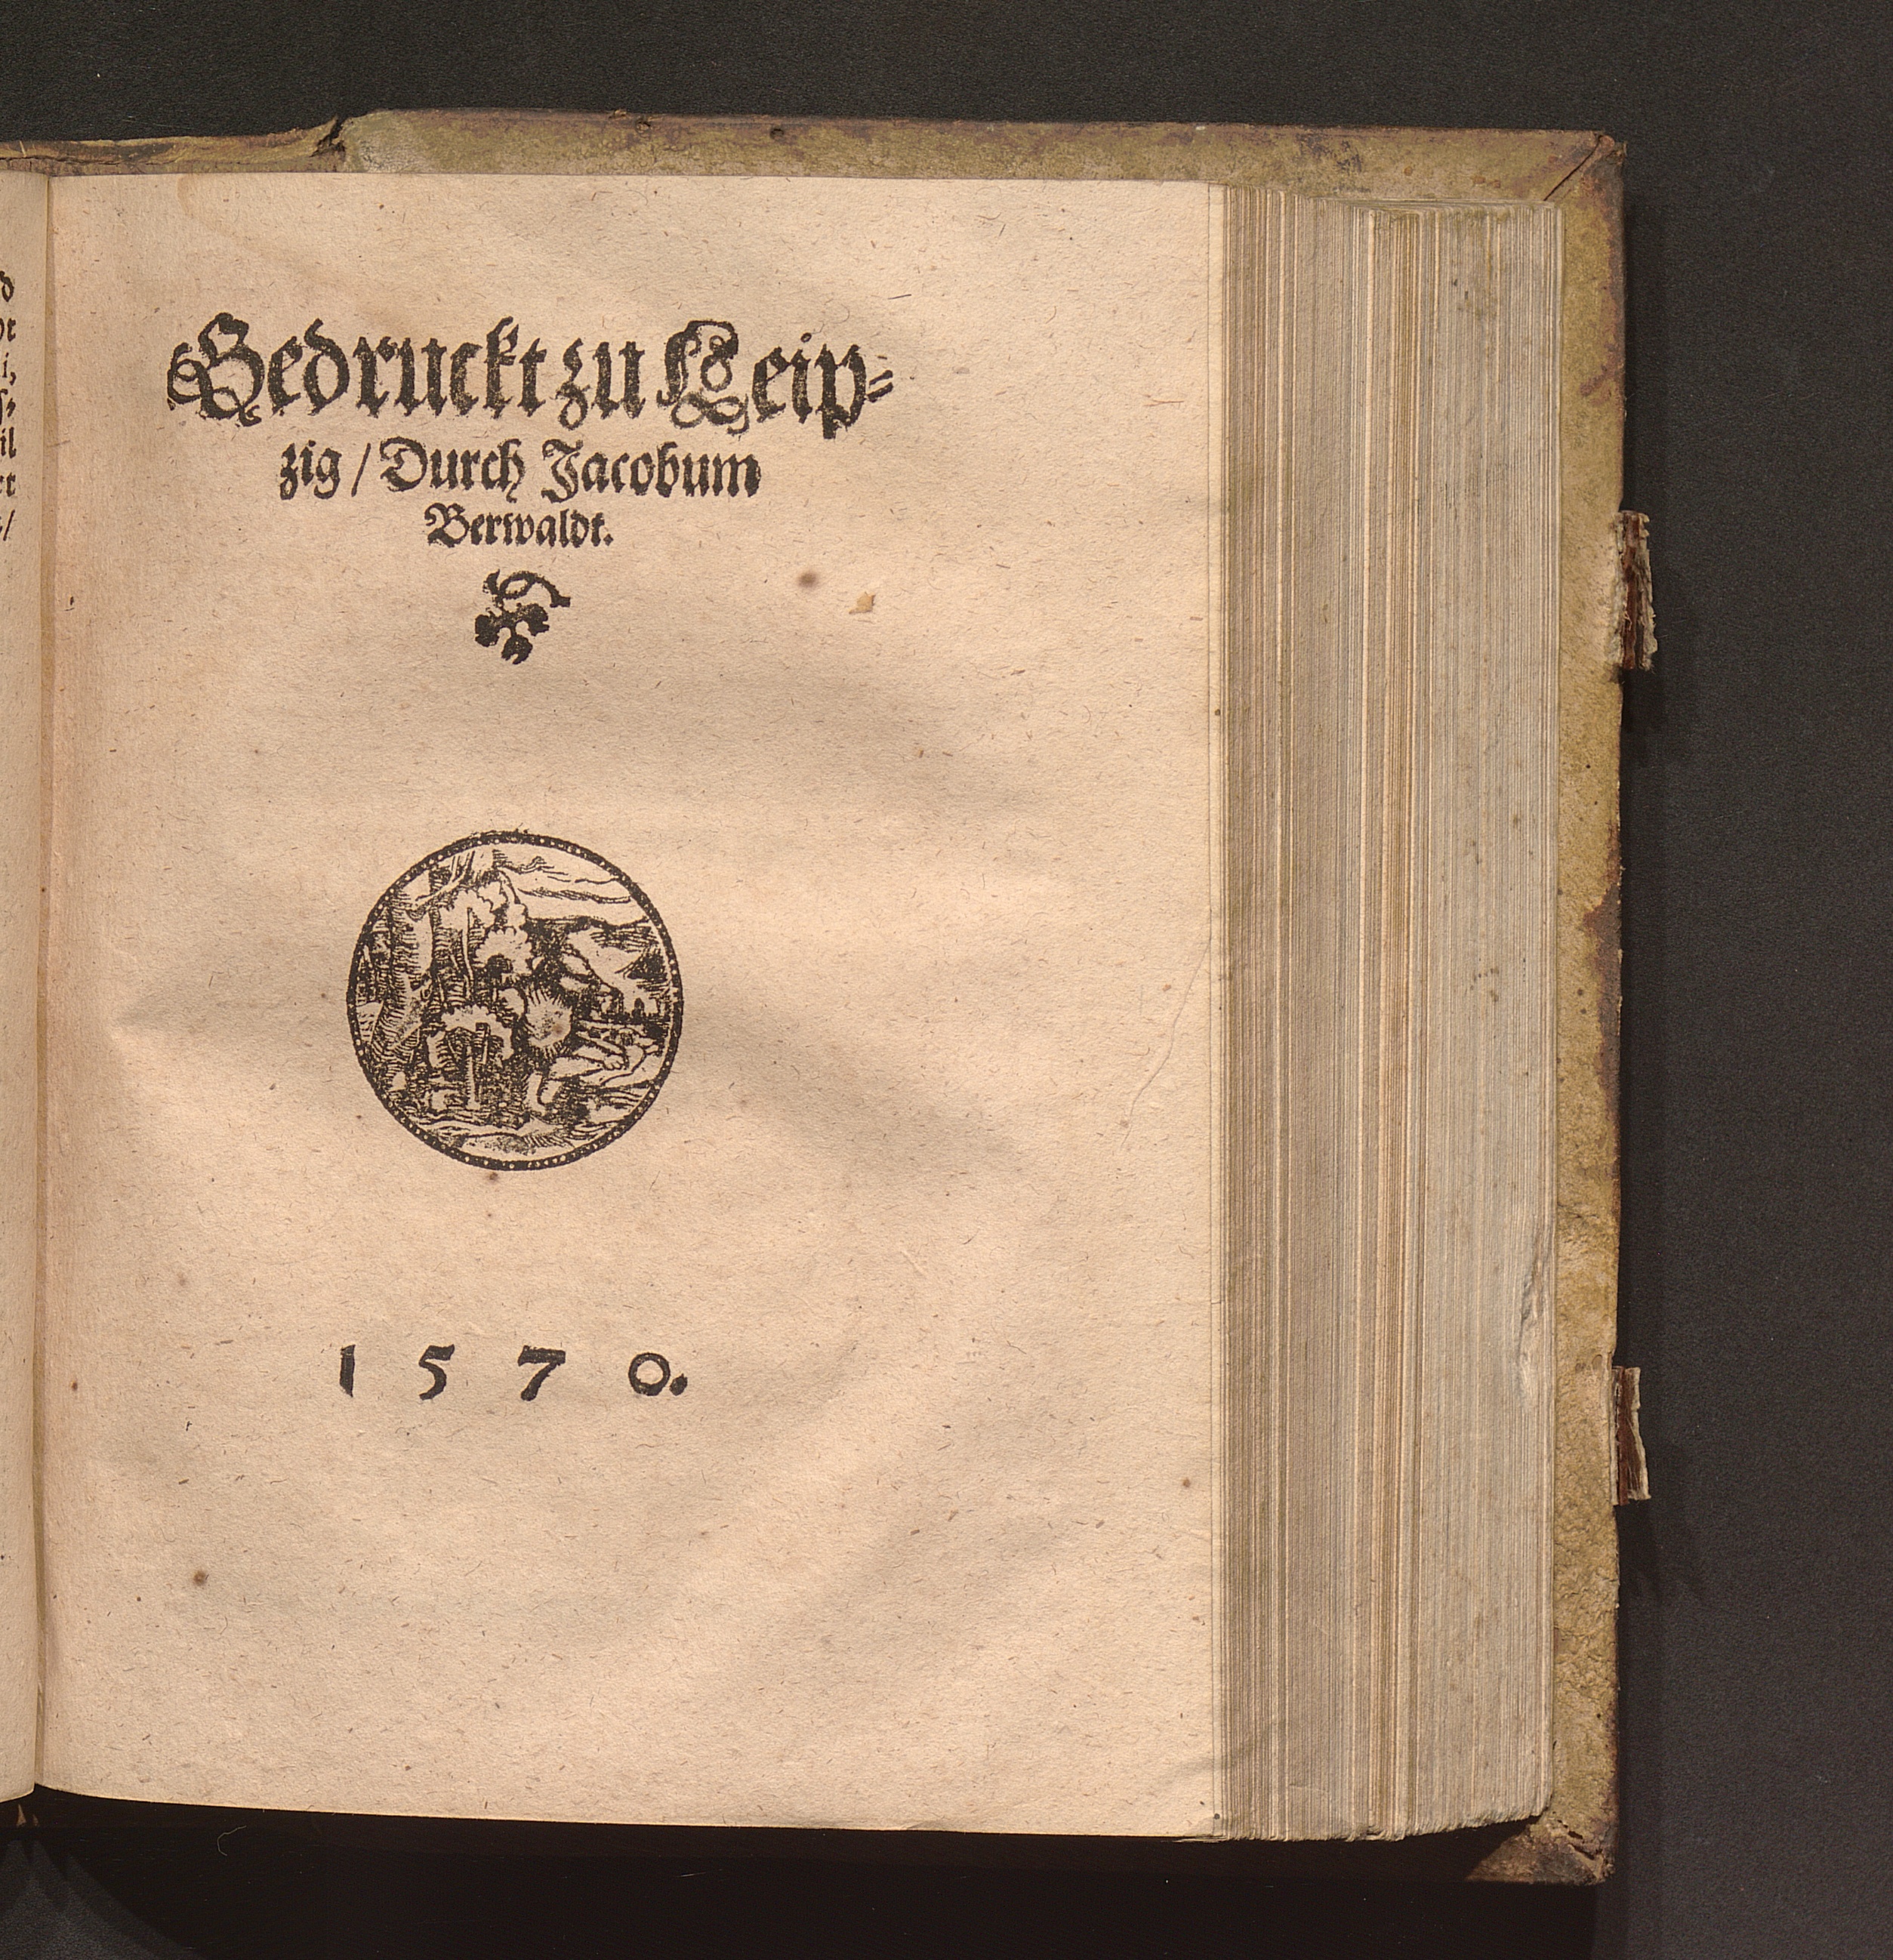 Gedruckt zu Leip⸗
zig / Durch Jacobum
Berwaldt.
1570.